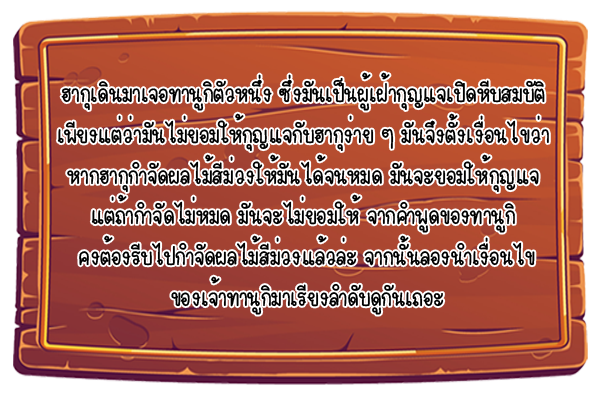 ฮากุเดินมาเจอทานูกิตัวหนึ่ง ซึ่งมันเป็นผู้เฝ้ากุญแจเปิดหีบสมบัติ
เพียงแต่ว่ามันไม่ยอมให้กุญแจกับฮากุง่าย ๆ มันจึงตั้งเงื่อนไขว่า
หากฮากุกำจัดผลไม้สีม่วงให้มันได้จนหมด มันจะยอมให้กุญแจ
แต่ถ้ากำจัดไม่หมด มันจะไม่ยอมให้ จากคำพูดของทานูกิ
คงต้องรีบไปกำจัดผลไม้สีม่วงแล้วล่ะ จากนั้นลองนำเงื่อนไข
ของเจ้าทานูกิมาเรียงลำดับดูกันเถอะ